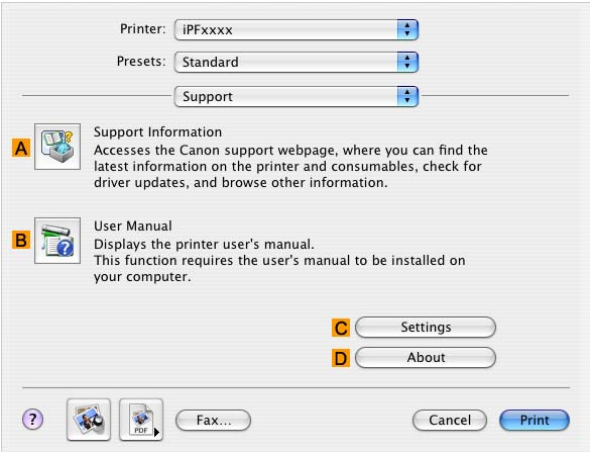 Printer: iPFxxxx
Presets: Standard
Support
A
Support Information
Accesses the Canon support webpage, where you can find the
latest information on the printer and consumables, check for
driver updates, and browse other information.
B
User Manual
Displays the printer user's manual.
This function requires the user's manual to be installed on
your computer.
C Settings
D About
? PDF Fax... Cancel Print